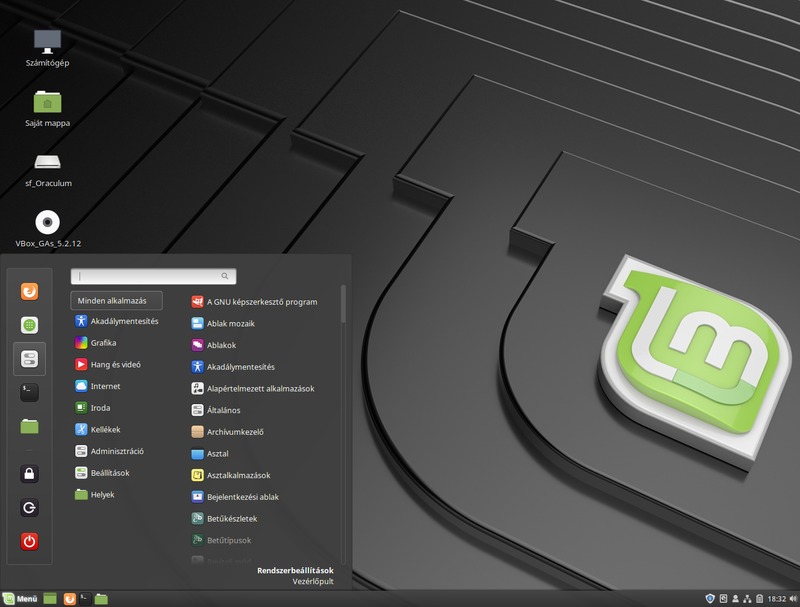 Számítógép
Saját mappa
sf_Oraculum
VBox_GAs_5.2.12
Minden alkalmazás
Akadálymentesítés
Grafika
Hang és videó
Internet
Iroda
Kellékek
Adminisztráció
Beállítások
Helyek
A GNU képszerkesztő program
Ablak mozaik
Ablakok
Akadálymentesítés
Alapértelmezett alkalmazások
Általános
Archívumkezelő
Asztal
Asztalkalmazások
Bejelentkezési ablak
Betűkészletek
Betűtípusok
Rendszerbeállítások
Vezérlőpult
Menü
18:32